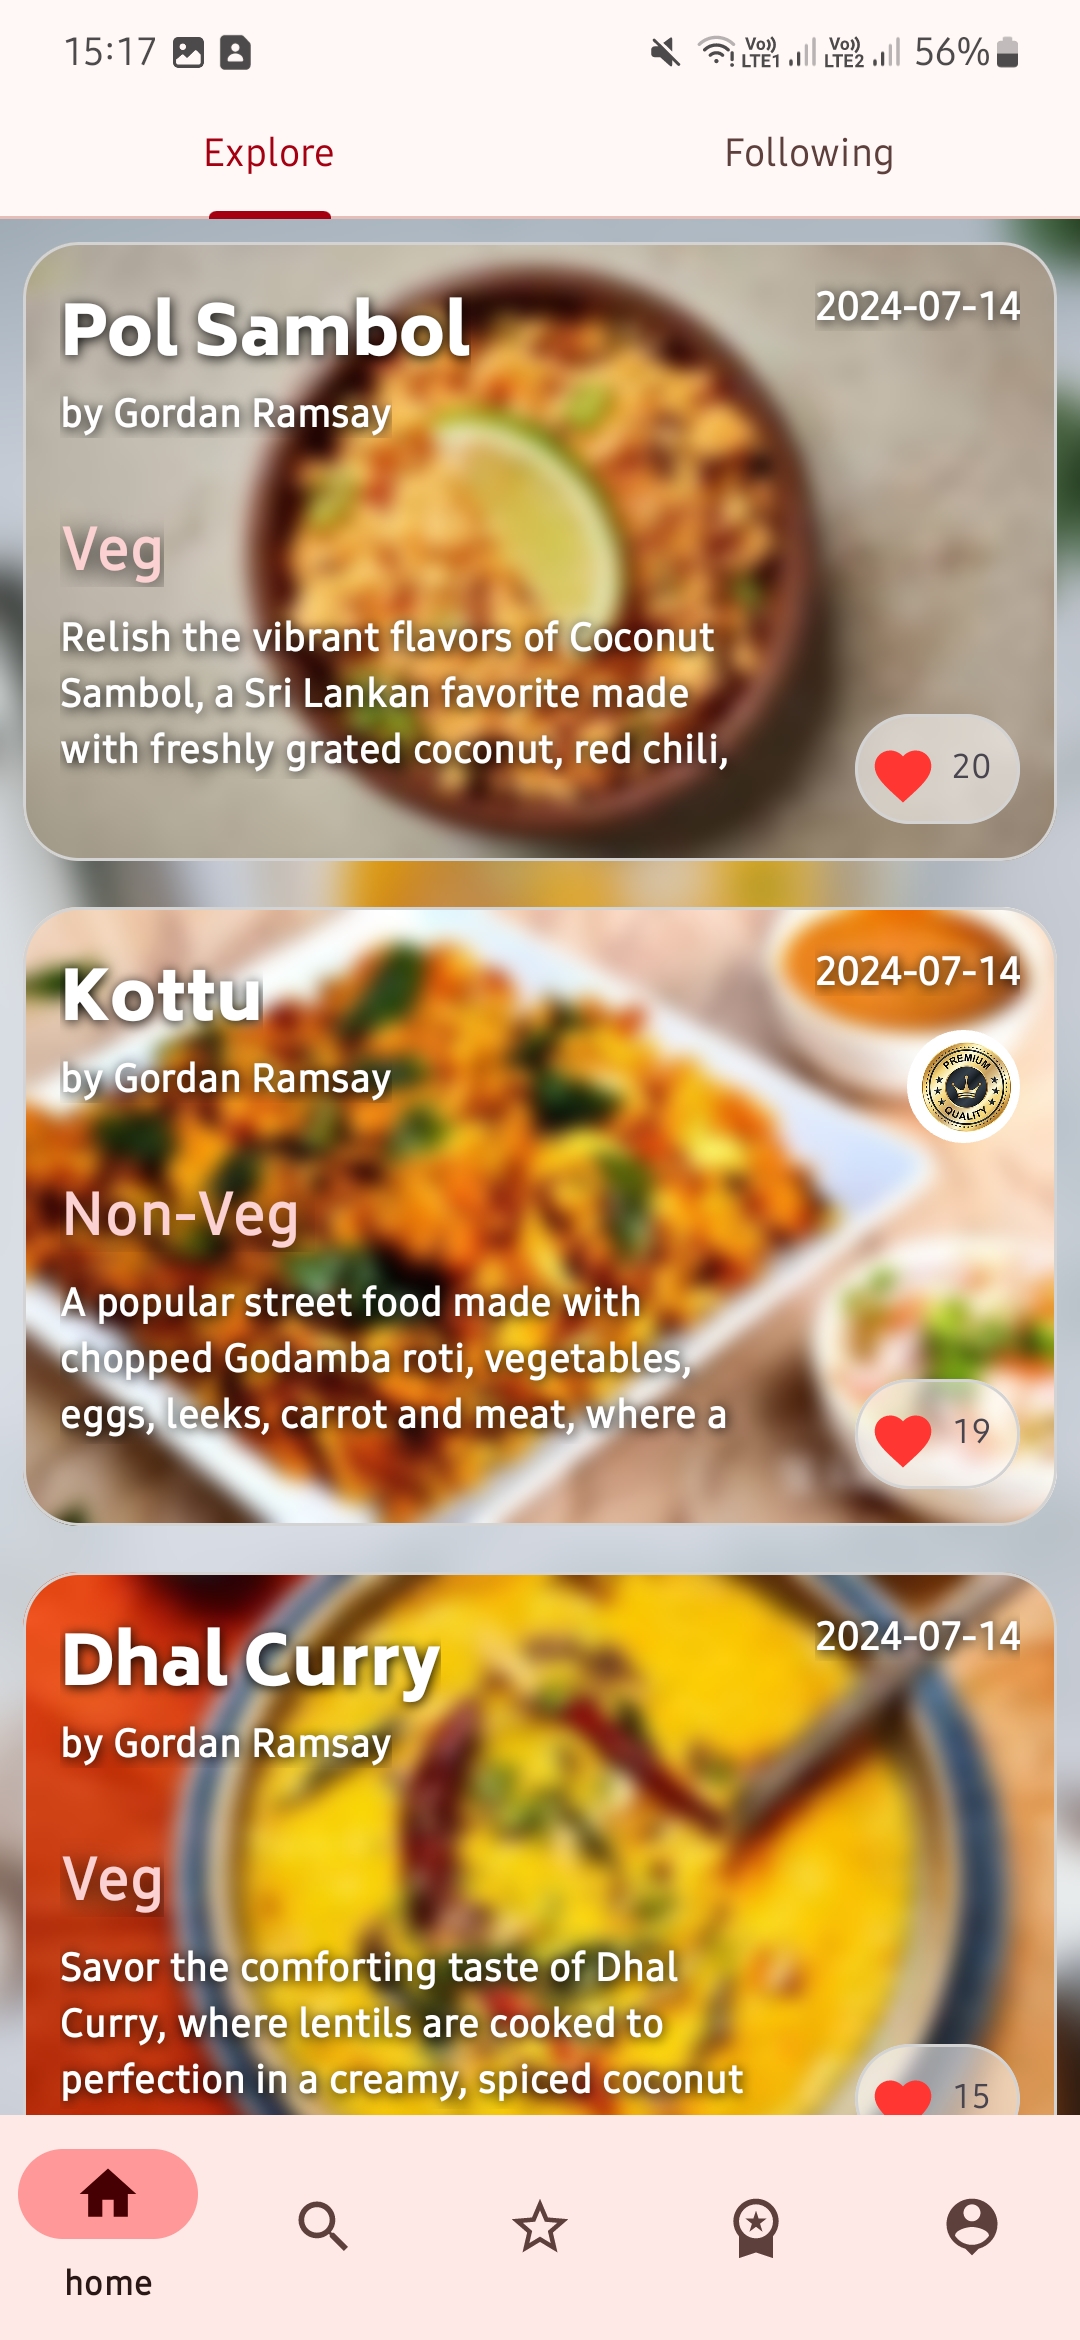 15:17
Vo)) LTE1 Vo)) LTE2 56%
Explore Following
Pol Sambol 2024-07-14
by Gordan Ramsay
Veg
Relish the vibrant flavors of Coconut
Sambol, a Sri Lankan favorite made
with freshly grated coconut, red chili,
20
Kottu 2024-07-14
by Gordan Ramsay
PREMIUM
QUALITY
Non-Veg
A popular street food made with
chopped Godamba roti, vegetables,
eggs, leeks, carrot and meat, where a
19
Dhal Curry 2024-07-14
by Gordan Ramsay
Veg
Savor the comforting taste of Dhal
Curry, where lentils are cooked to
perfection in a creamy, spiced coconut
15
home